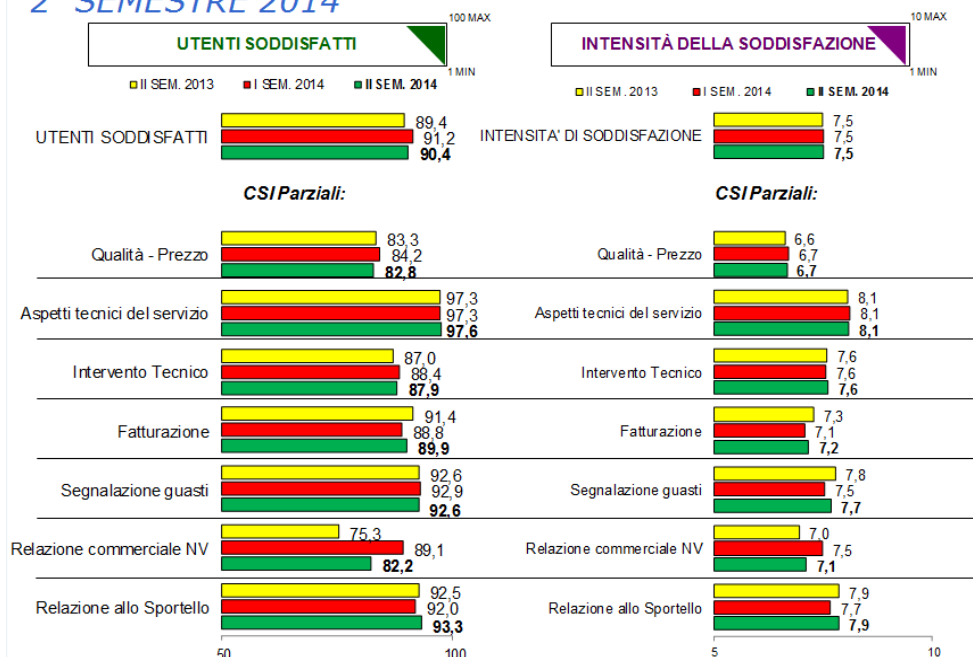 2° SEMESTRE 2014
100 MAX
UTENTI SODDISFATTI
1 MIN
II SEM. 2013 I SEM. 2014 II SEM. 2014
UTENTI SODDISFATTI
89,4
91,2
90,4
CSI Parziali:
Qualità - Prezzo
83,3
84,2
82,8
Aspetti tecnici del servizio
97,3
97,3
97,6
Intervento Tecnico
87,0
88,4
87,9
Fatturazione
91,4
88,8
89,9
Segnalazione guasti
92,6
92,9
92,6
Relazione commerciale NV
75,3
89,1
82,2
Relazione allo Sportello
92,5
92,0
93,3
50 100
10 MAX
INTENSITÀ DELLA SODDISFAZIONE
1 MIN
II SEM. 2013 I SEM. 2014 II SEM. 2014
INTENSITA' DI SODDISFAZIONE
7,5
7,5
7,5
CSI Parziali:
Qualità - Prezzo
6,6
6,7
6,7
Aspetti tecnici del servizio
8,1
8,1
8,1
Intervento Tecnico
7,6
7,6
7,6
Fatturazione
7,3
7,1
7,2
Segnalazione guasti
7,8
7,5
7,7
Relazione commerciale NV
7,0
7,5
7,1
Relazione allo Sportello
7,9
7,7
7,9
5 10